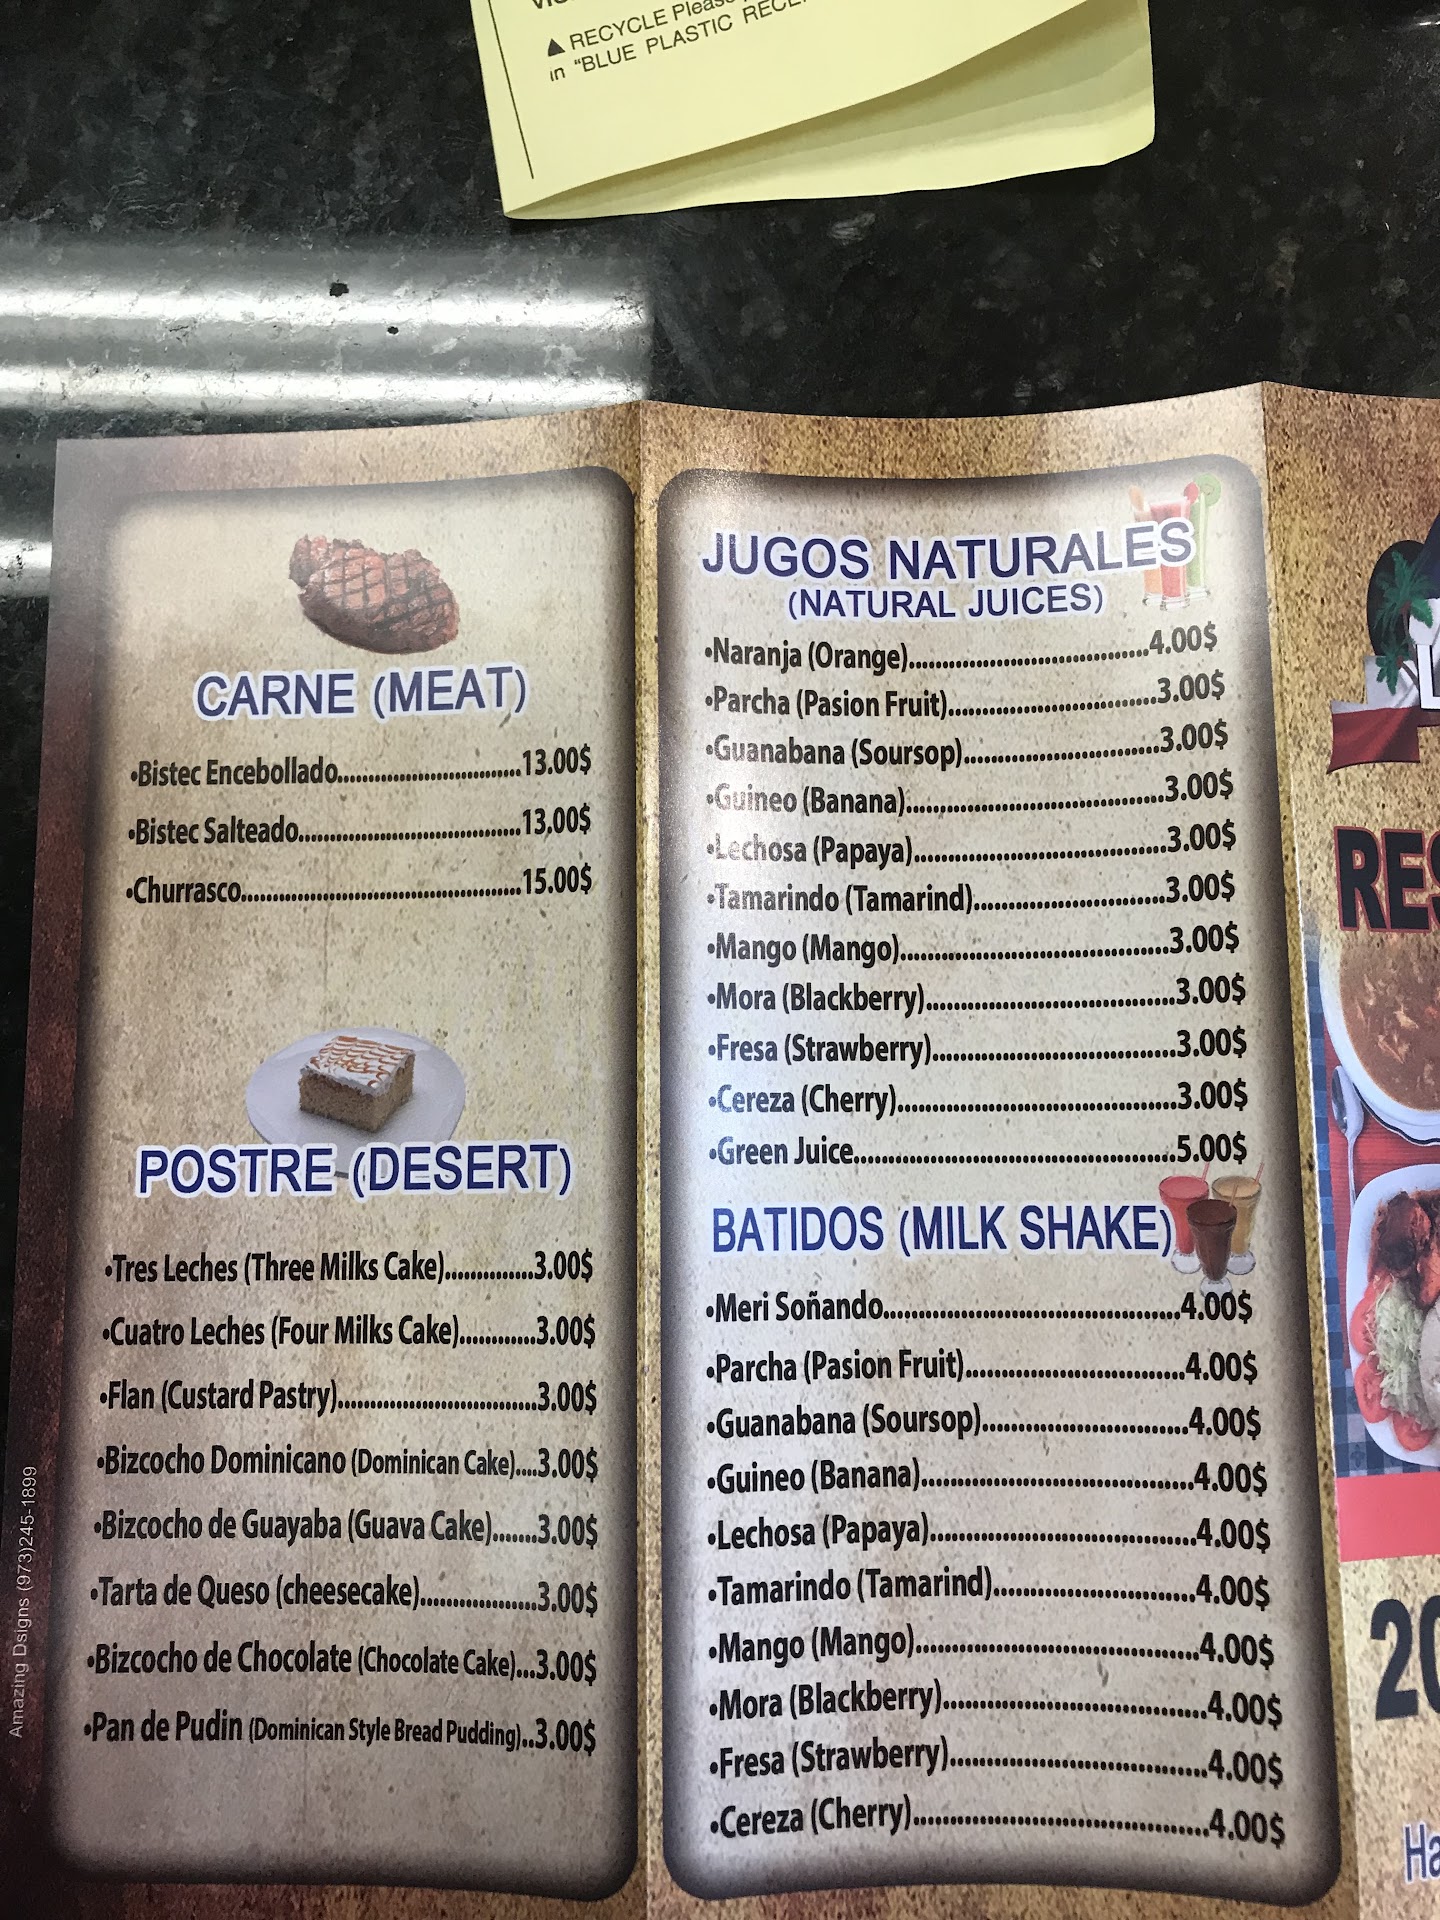 ▲ RECYCLE Please
in "BLUE PLASTIC
CARNE (MEAT)
•Bistec Encebollado..............................13.00$
•Bistec Salteado.....................................13,00$
•Churrasco..............................................15.00$
POSTRE (DESERT)
•Tres Leches (Three Milks Cake)..............3.00$
•Cuatro Leches (Four Milks Cake)............3.00$
•Flan (Custard Pastry).................................3.00$
•Bizcocho Dominicano (Dominican Cake)....3.00$
•Bizcocho de Guayaba (Guava Cake).......3.00$
•Tarta de Queso (cheesecake)...................3.00$
•Bizcocho de Chocolate (Chocolate Cake)...3.00$
•Pan de Pudin (Dominican Style Bread Pudding)..3.00$
Amazing Dsigns (973)245-1899
JUGOS NATURALES
(NATURAL JUICES)
•Naranja (Orange)........................................4.00$
•Parcha (Pasion Fruit)...................................3.00$
•Guanabana (Soursop)................................3.00$
•Guineo (Banana)..........................................3.00$
•Lechosa (Papaya).........................................3.00$
•Tamarindo (Tamarind)...............................3.00$
•Mango (Mango)...........................................3.00$
•Mora (Blackberry)........................................3.00$
•Fresa (Strawberry).......................................3.00$
•Cereza (Cherry).............................................3.00$
•Green Juice....................................................5.00$
BATIDOS (MILK SHAKE)
•Meri Soñando................................................4.00$
•Parcha (Pasion Fruit)...................................4.00$
•Guanabana (Soursop).................................4.00$
•Guineo (Banana)...........................................4.00$
•Lechosa (Papaya)..........................................4.00$
•Tamarindo (Tamarind)................................4.00$
•Mango (Mango)............................................4.00$
•Mora (Blackberry).........................................4.00$
•Fresa (Strawberry)........................................4.00$
•Cereza (Cherry)..............................................4.00$